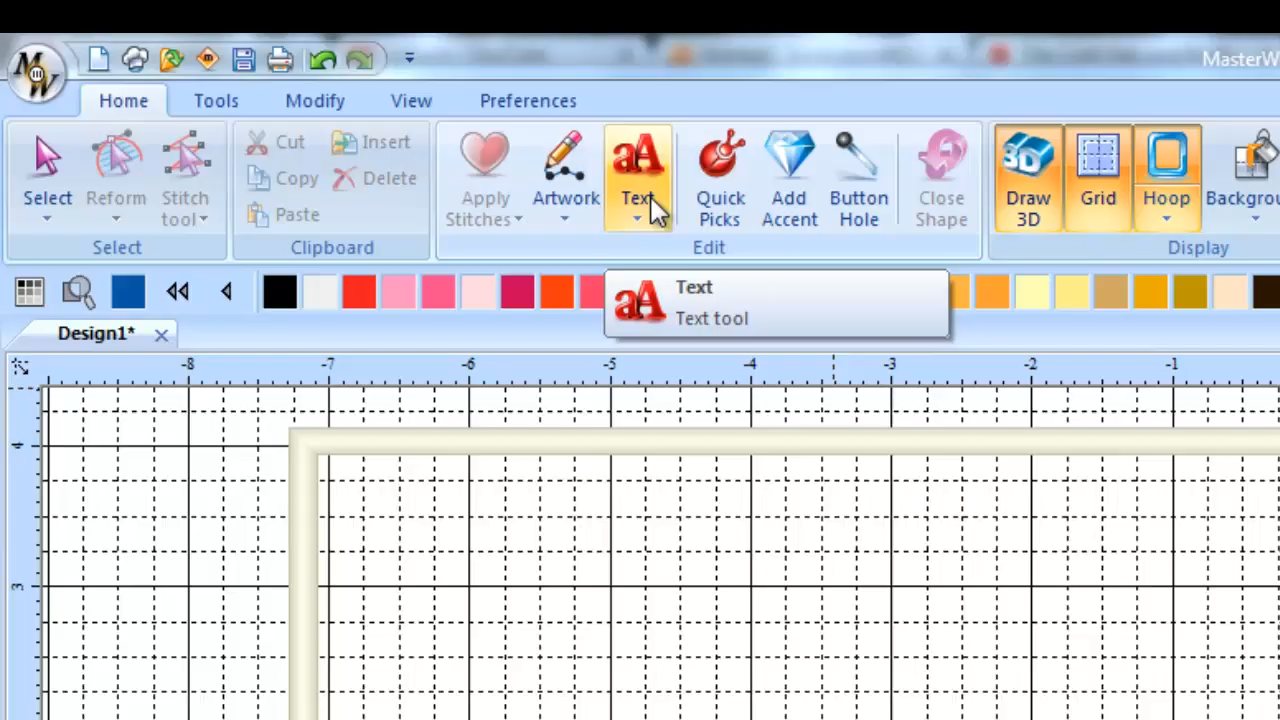 MasterW
Home Tools Modify View Preferences
Select Reform Stitch tool
Select
Cut Copy Paste Insert Delete
Clipboard
Apply Stitches Artwork Text Quick Picks Add Accent Button Hole Close Shape
Edit
Draw 3D Grid Hoop Backgrou
Display
Text
Text tool
Design1*
-8 -7 -6 -5 -4 -3 -2 -1
4
3